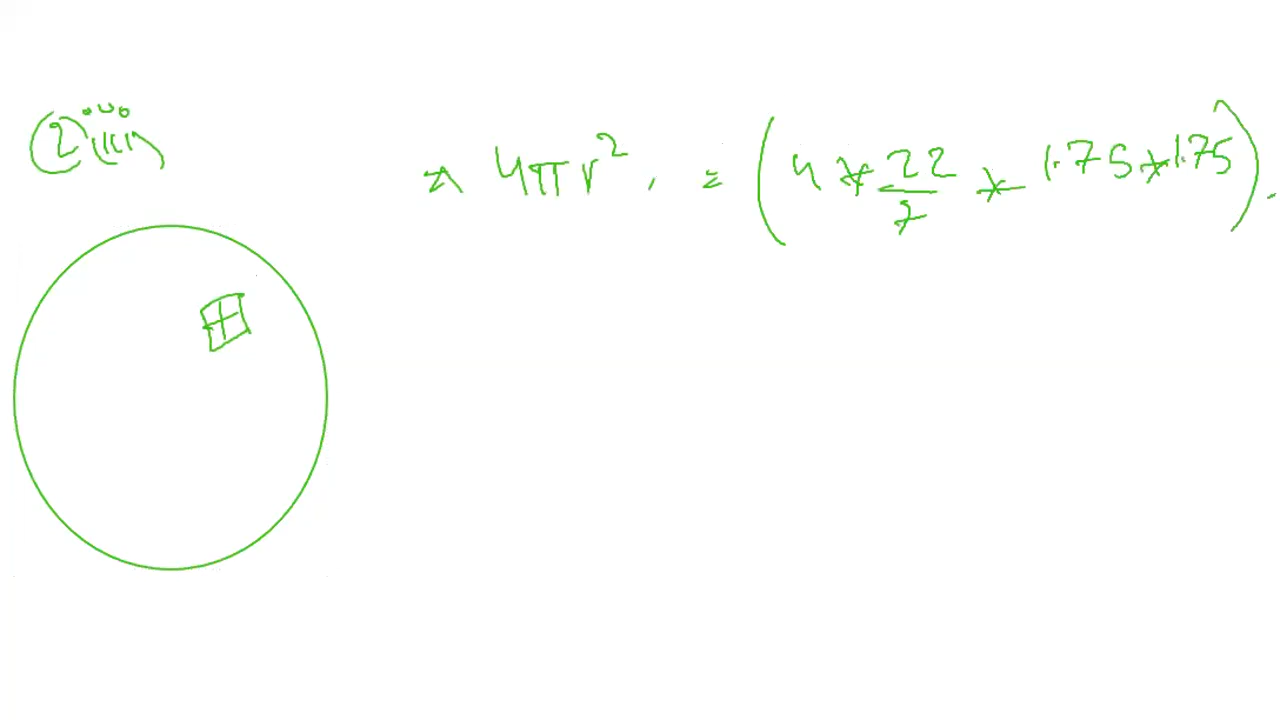 2 (iii)
⇒ 4πr², = (4 * 22/7 * 1.75 * 1.75).